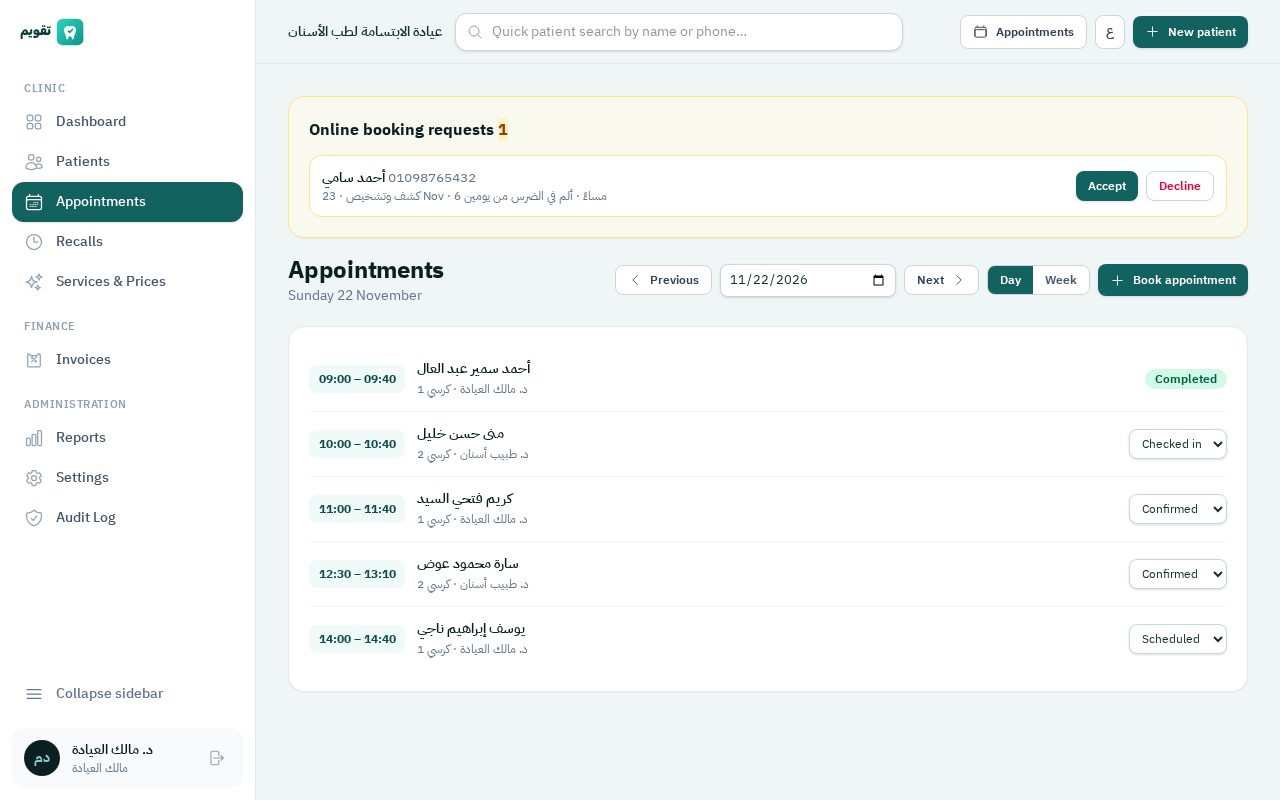 تقويم
CLINIC
Dashboard
Patients
Appointments
Recalls
Services & Prices
FINANCE
Invoices
ADMINISTRATION
Reports
Settings
Audit Log
Collapse sidebar
دم
د. مالك العيادة
مالك العيادة
عيادة الابتسامة لطب الأسنان
Quick patient search by name or phone...
Appointments
ع
New patient
Online booking requests 1
أحمد سامي 01098765432
23 Nov · كشف وتشخيص · ألم في الضرس من يومين · 6 مساءً
Accept
Decline
Appointments
Sunday 22 November
Previous
11/22/2026
Next
Day
Week
Book appointment
09:00 – 09:40
أحمد سمير عبد العال
د. مالك العيادة · كرسي 1
Completed
10:00 – 10:40
منى حسن خليل
د. طبيب أسنان · كرسي 2
Checked in
11:00 – 11:40
كريم فتحي السيد
د. مالك العيادة · كرسي 1
Confirmed
12:30 – 13:10
سارة محمود عوض
د. طبيب أسنان · كرسي 2
Confirmed
14:00 – 14:40
يوسف إبراهيم ناجي
د. مالك العيادة · كرسي 1
Scheduled